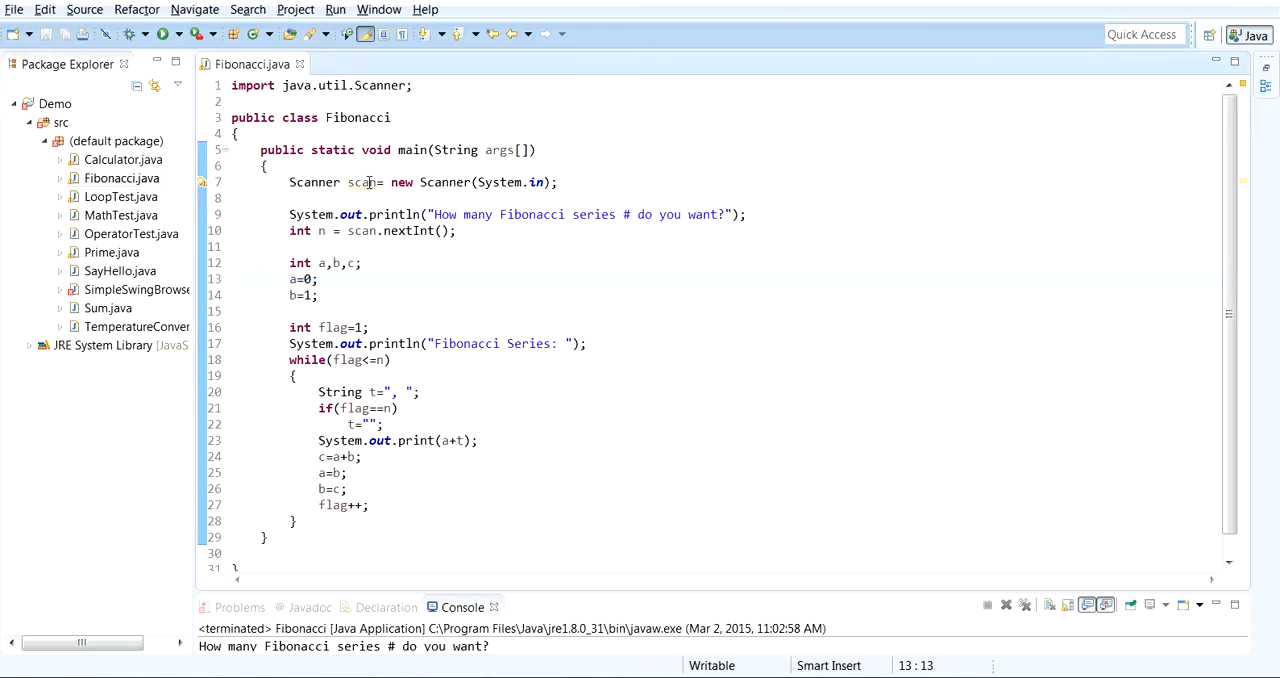 File Edit Source Refactor Navigate Search Project Run Window Help
Quick Access Java
Package Explorer
Demo
src
(default package)
Calculator.java
Fibonacci.java
LoopTest.java
MathTest.java
OperatorTest.java
Prime.java
SayHello.java
SimpleSwingBrowse
Sum.java
TemperatureConver
JRE System Library [JavaS
Fibonacci.java
1 import java.util.Scanner;
2
3 public class Fibonacci
4 {
5 public static void main(String args[])
6 {
7 Scanner scan= new Scanner(System.in);
8
9 System.out.println("How many Fibonacci series # do you want?");
10 int n = scan.nextInt();
11
12 int a,b,c;
13 a=0;
14 b=1;
15
16 int flag=1;
17 System.out.println("Fibonacci Series: ");
18 while(flag<=n)
19 {
20 String t=", ";
21 if(flag==n)
22 t="";
23 System.out.print(a+t);
24 c=a+b;
25 a=b;
26 b=c;
27 flag++;
28 }
29 }
30
31 }
Problems @ Javadoc Declaration Console
<terminated> Fibonacci [Java Application] C:\Program Files\Java\jre1.8.0_31\bin\javaw.exe (Mar 2, 2015, 11:02:58 AM)
How many Fibonacci series # do you want?
Writable Smart Insert 13 : 13